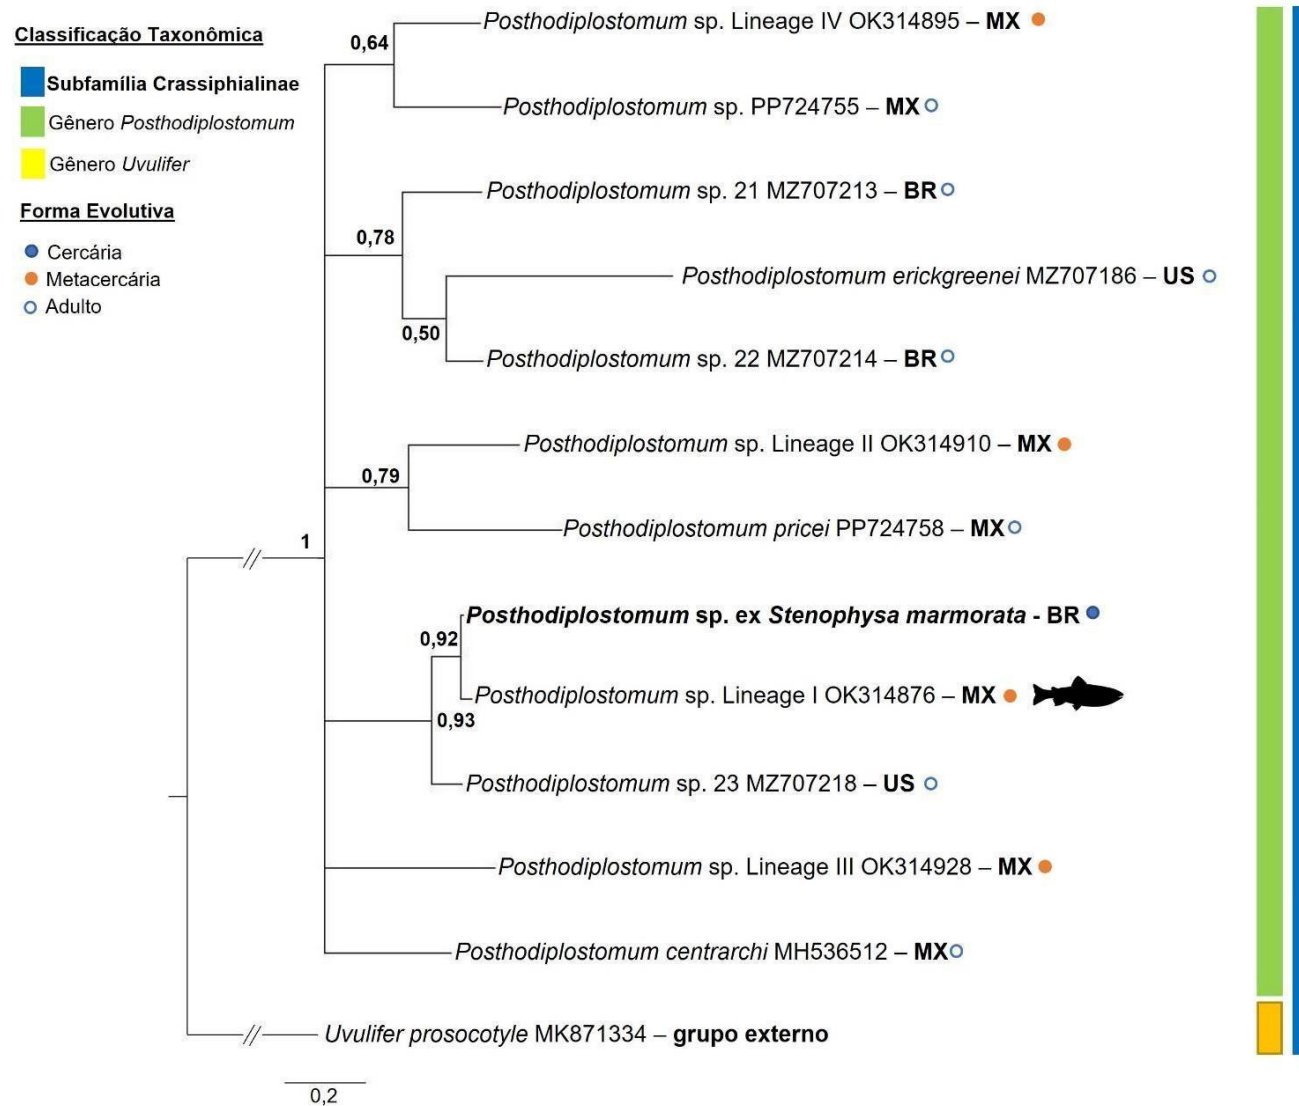 Classificação Taxonômica
Subfamília Crassiphialinae
Gênero Posthodiplostomum
Gênero Uvulifer
Forma Evolutiva
Cercária
Metacercária
Adulto
Posthodiplostomum sp. Lineage IV OK314895 – MX
0,64
Posthodiplostomum sp. PP724755 – MX
Posthodiplostomum sp. 21 MZ707213 – BR
0,78
Posthodiplostomum erickgreenei MZ707186 – US
0,50
Posthodiplostomum sp. 22 MZ707214 – BR
Posthodiplostomum sp. Lineage II OK314910 – MX
0,79
Posthodiplostomum pricei PP724758 – MX
1
Posthodiplostomum sp. ex Stenophysa marmorata - BR
0,92
Posthodiplostomum sp. Lineage I OK314876 – MX
0,93
Posthodiplostomum sp. 23 MZ707218 – US
Posthodiplostomum sp. Lineage III OK314928 – MX
Posthodiplostomum centrarchi MH536512 – MX
Uvulifer prosocotyle MK871334 – grupo externo
0,2